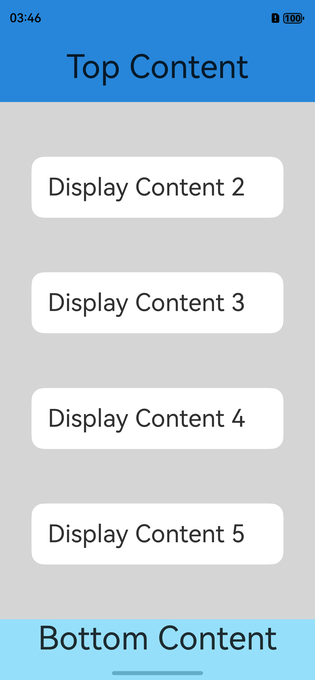 03:46
100
Top Content
Display Content 2
Display Content 3
Display Content 4
Display Content 5
Bottom Content